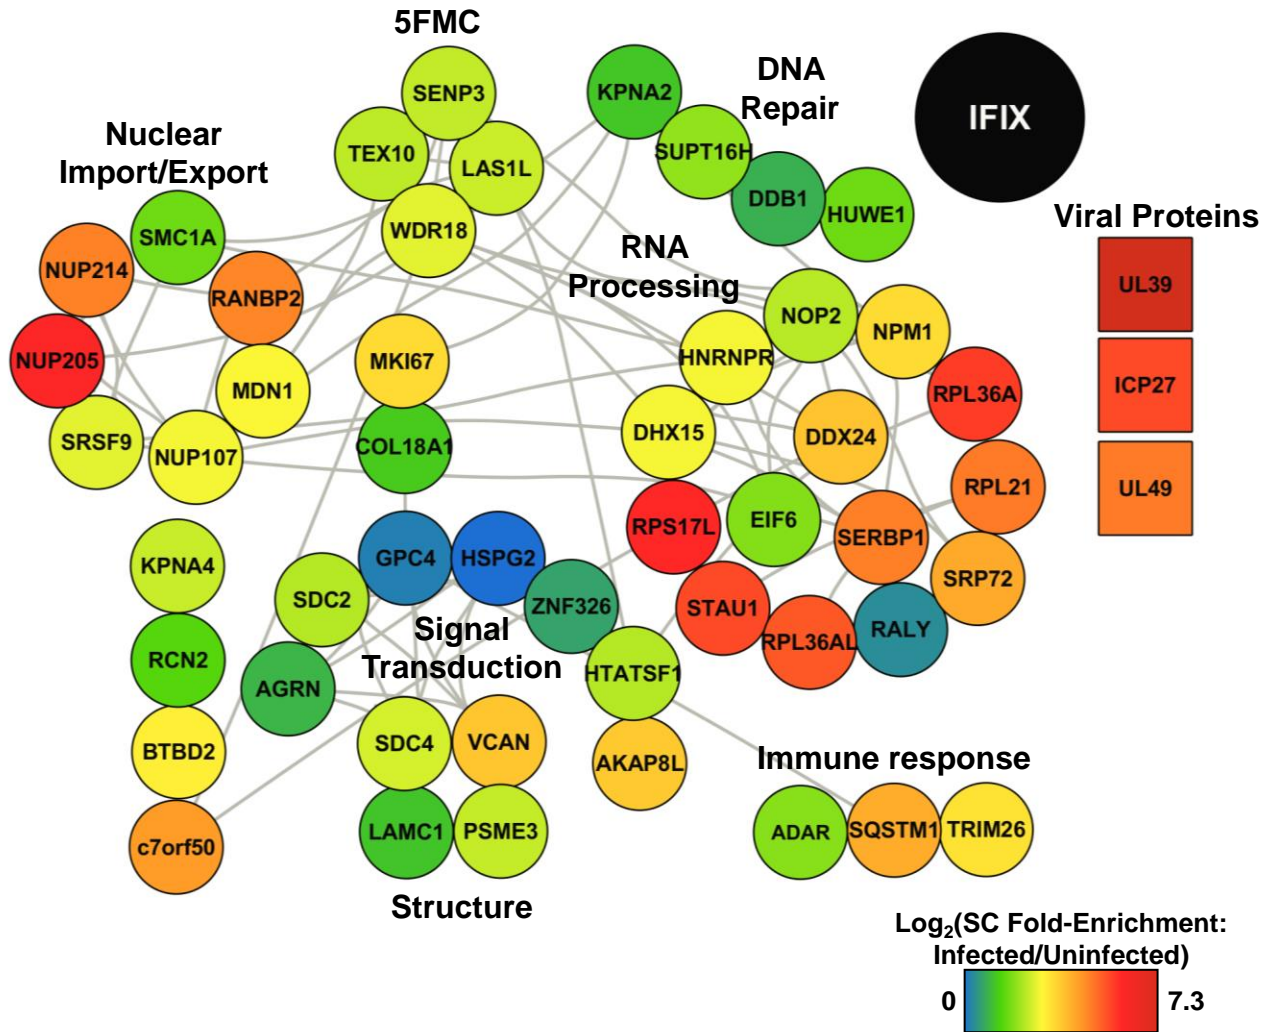 5FMC
SENP3
TEX10
LAS1L
WDR18
KPNA2
DNA
Repair
SUPT16H
DDB1
HUWE1
IFIX
Nuclear
Import/Export
SMC1A
NUP214
RANBP2
NUP205
MDN1
SRSF9
NUP107
MKI67
COL18A1
RNA
Processing
NOP2
NPM1
HNRNPR
RPL36A
DHX15
DDX24
RPL21
RPS17L
EIF6
SERBP1
SRP72
STAU1
RPL36AL
RALY
Viral Proteins
UL39
ICP27
UL49
KPNA4
RCN2
BTBD2
c7orf50
GPC4
HSPG2
SDC2
ZNF326
AGRN
Signal
Transduction
HTATSF1
AKAP8L
SDC4
VCAN
LAMC1
PSME3
Structure
Immune response
ADAR
SQSTM1
TRIM26
Log₂(SC Fold-Enrichment:
Infected/Uninfected)
0
7.3